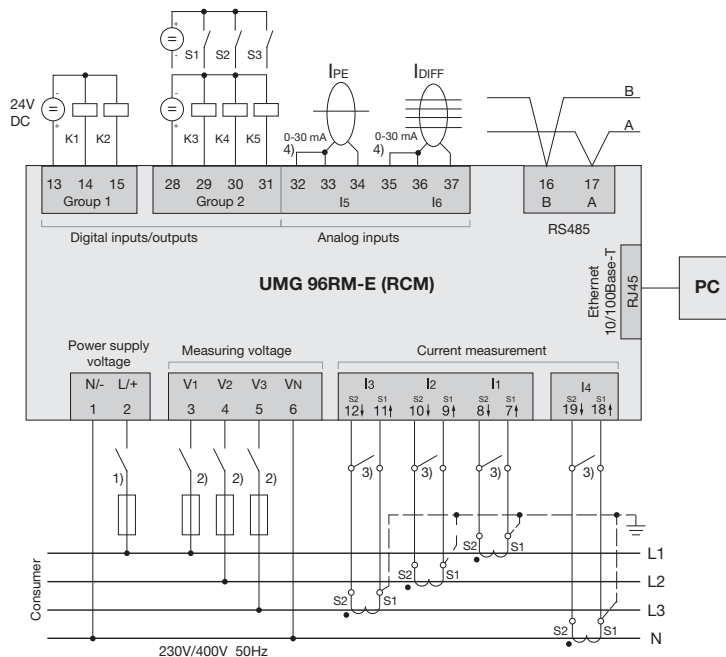 S1 S2 S3
IPE IDIFF
24V
DC
K1 K2 K3 K4 K5
0-30 mA
4)
0-30 mA
4)
B
A
13 14 15 28 29 30 31 32 33 34 35 36 37 16 17
Group 1 Group 2 I5 I6 B A
RS485
Digital inputs/outputs Analog inputs
UMG 96RM-E (RCM)
Ethernet
10/100Base-T
RJ45
PC
Power supply
voltage
Measuring voltage
Current measurement
N/- L/+ V1 V2 V3 VN I3 I2 I1 I4
S2 S1 S2 S1 S2 S1 S2 S1
1 2 3 4 5 6 12 11 10 9 8 7 19 18
1) 2) 2) 2) 3) 3) 3) 3)
S2 S1
L1
S2 S1
L2
S2 S1
L3
S2 S1
N
Consumer
230V/400V 50Hz
- + - + - +